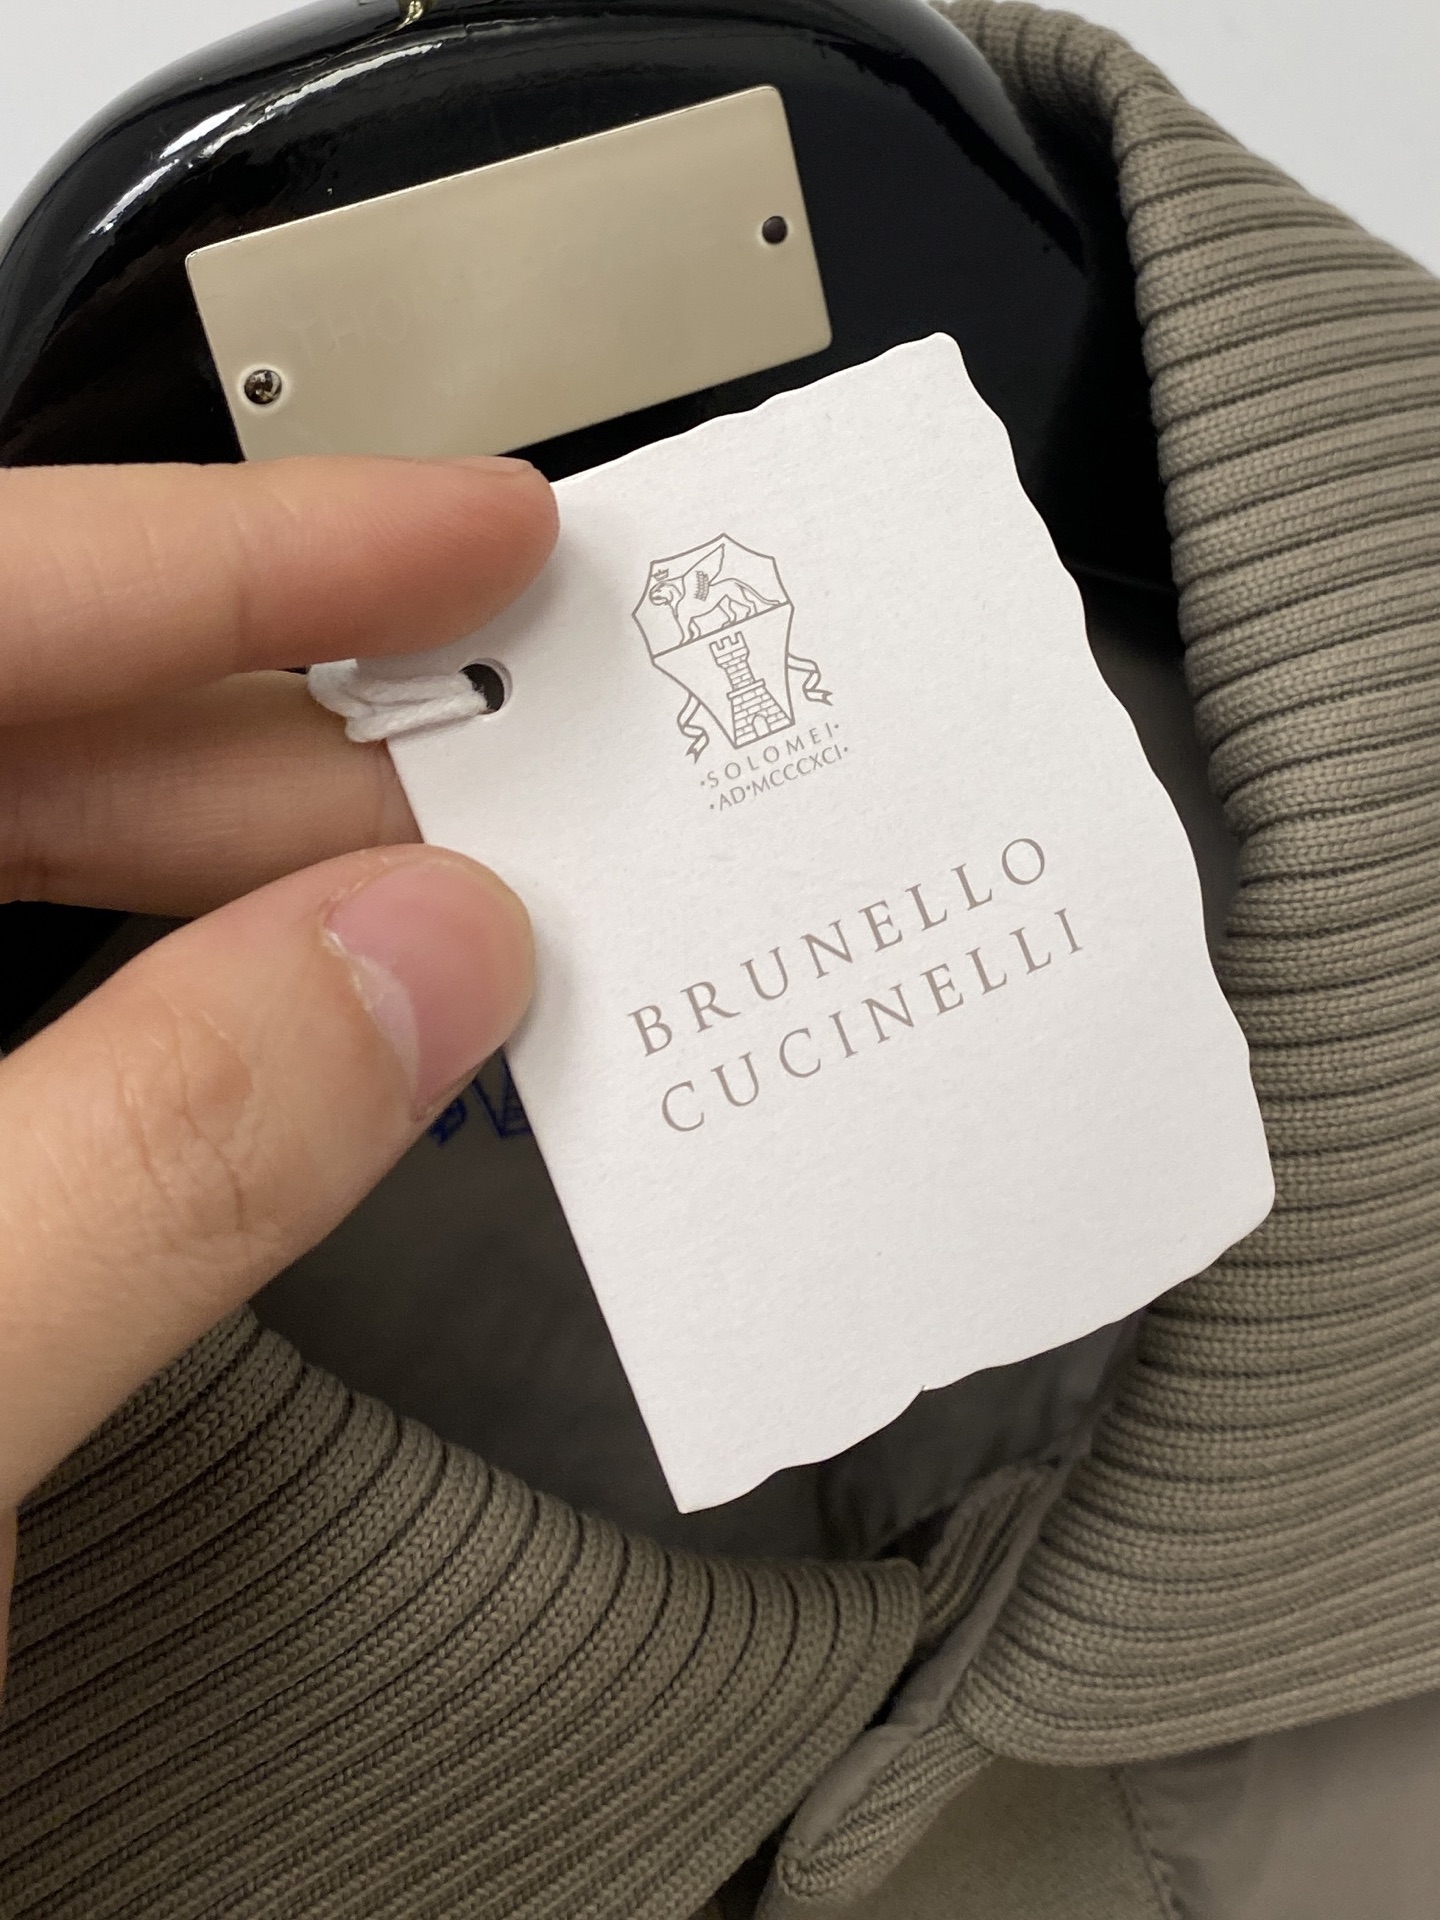 ·SOLOMEI·
·AD·MCCCXCI·
BRUNELLO
CUCINELLI